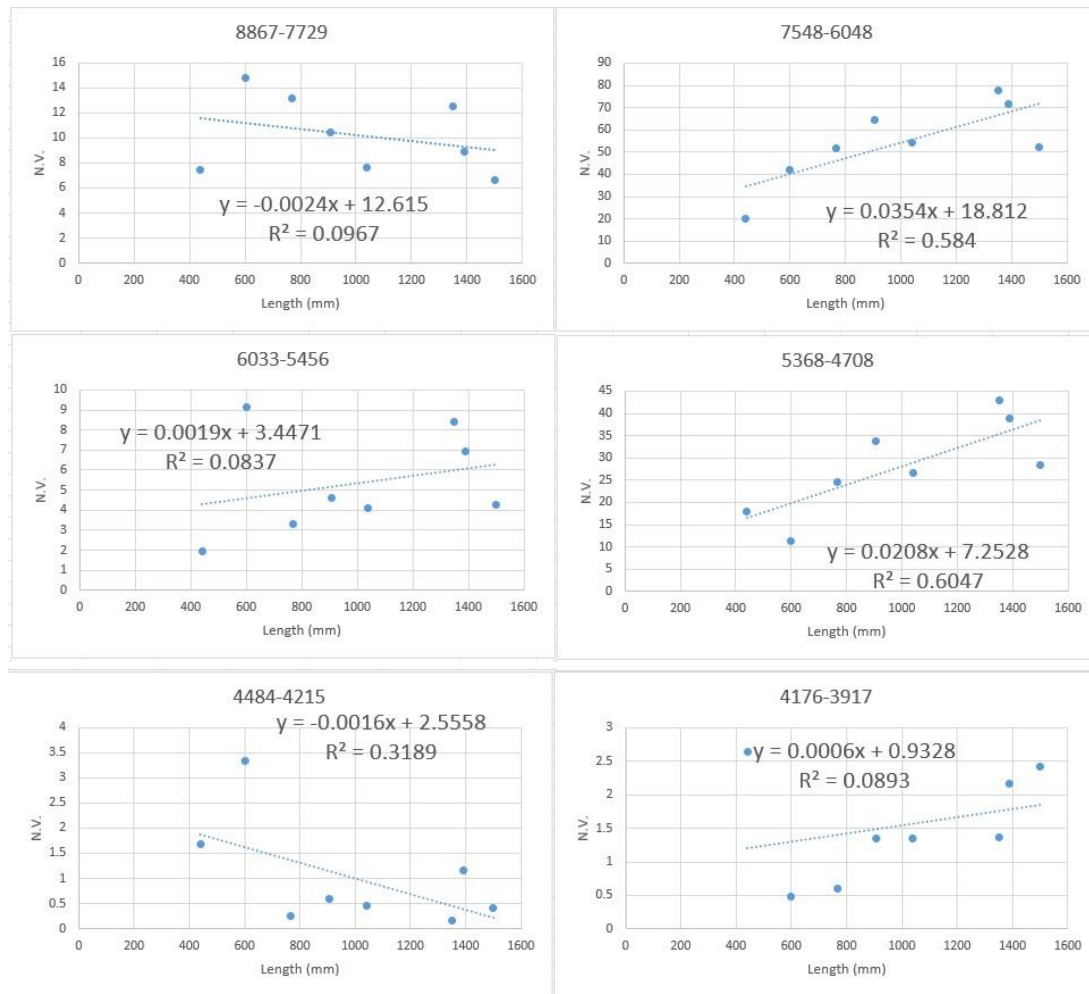 8867-7729
16
14
12
10
8
6
4
2
0
N.V.
y = -0.0024x + 12.615
R² = 0.0967
0 200 400 600 800 1000 1200 1400 1600
Length (mm)
7548-6048
90
80
70
60
50
40
30
20
10
0
N.V.
y = 0.0354x + 18.812
R² = 0.584
0 200 400 600 800 1000 1200 1400 1600
Length (mm)
6033-5456
10
9
8
7
6
5
4
3
2
1
0
N.V.
y = 0.0019x + 3.4471
R² = 0.0837
0 200 400 600 800 1000 1200 1400 1600
Length (mm)
5368-4708
45
40
35
30
25
20
15
10
5
0
N.V.
y = 0.0208x + 7.2528
R² = 0.6047
0 200 400 600 800 1000 1200 1400 1600
Length (mm)
4484-4215
y = -0.0016x + 2.5558
R² = 0.3189
4
3.5
3
2.5
2
1.5
1
0.5
0
N.V.
0 200 400 600 800 1000 1200 1400 1600
Length (mm)
4176-3917
3
2.5
2
1.5
1
0.5
0
N.V.
y = 0.0006x + 0.9328
R² = 0.0893
0 200 400 600 800 1000 1200 1400 1600
Length (mm)